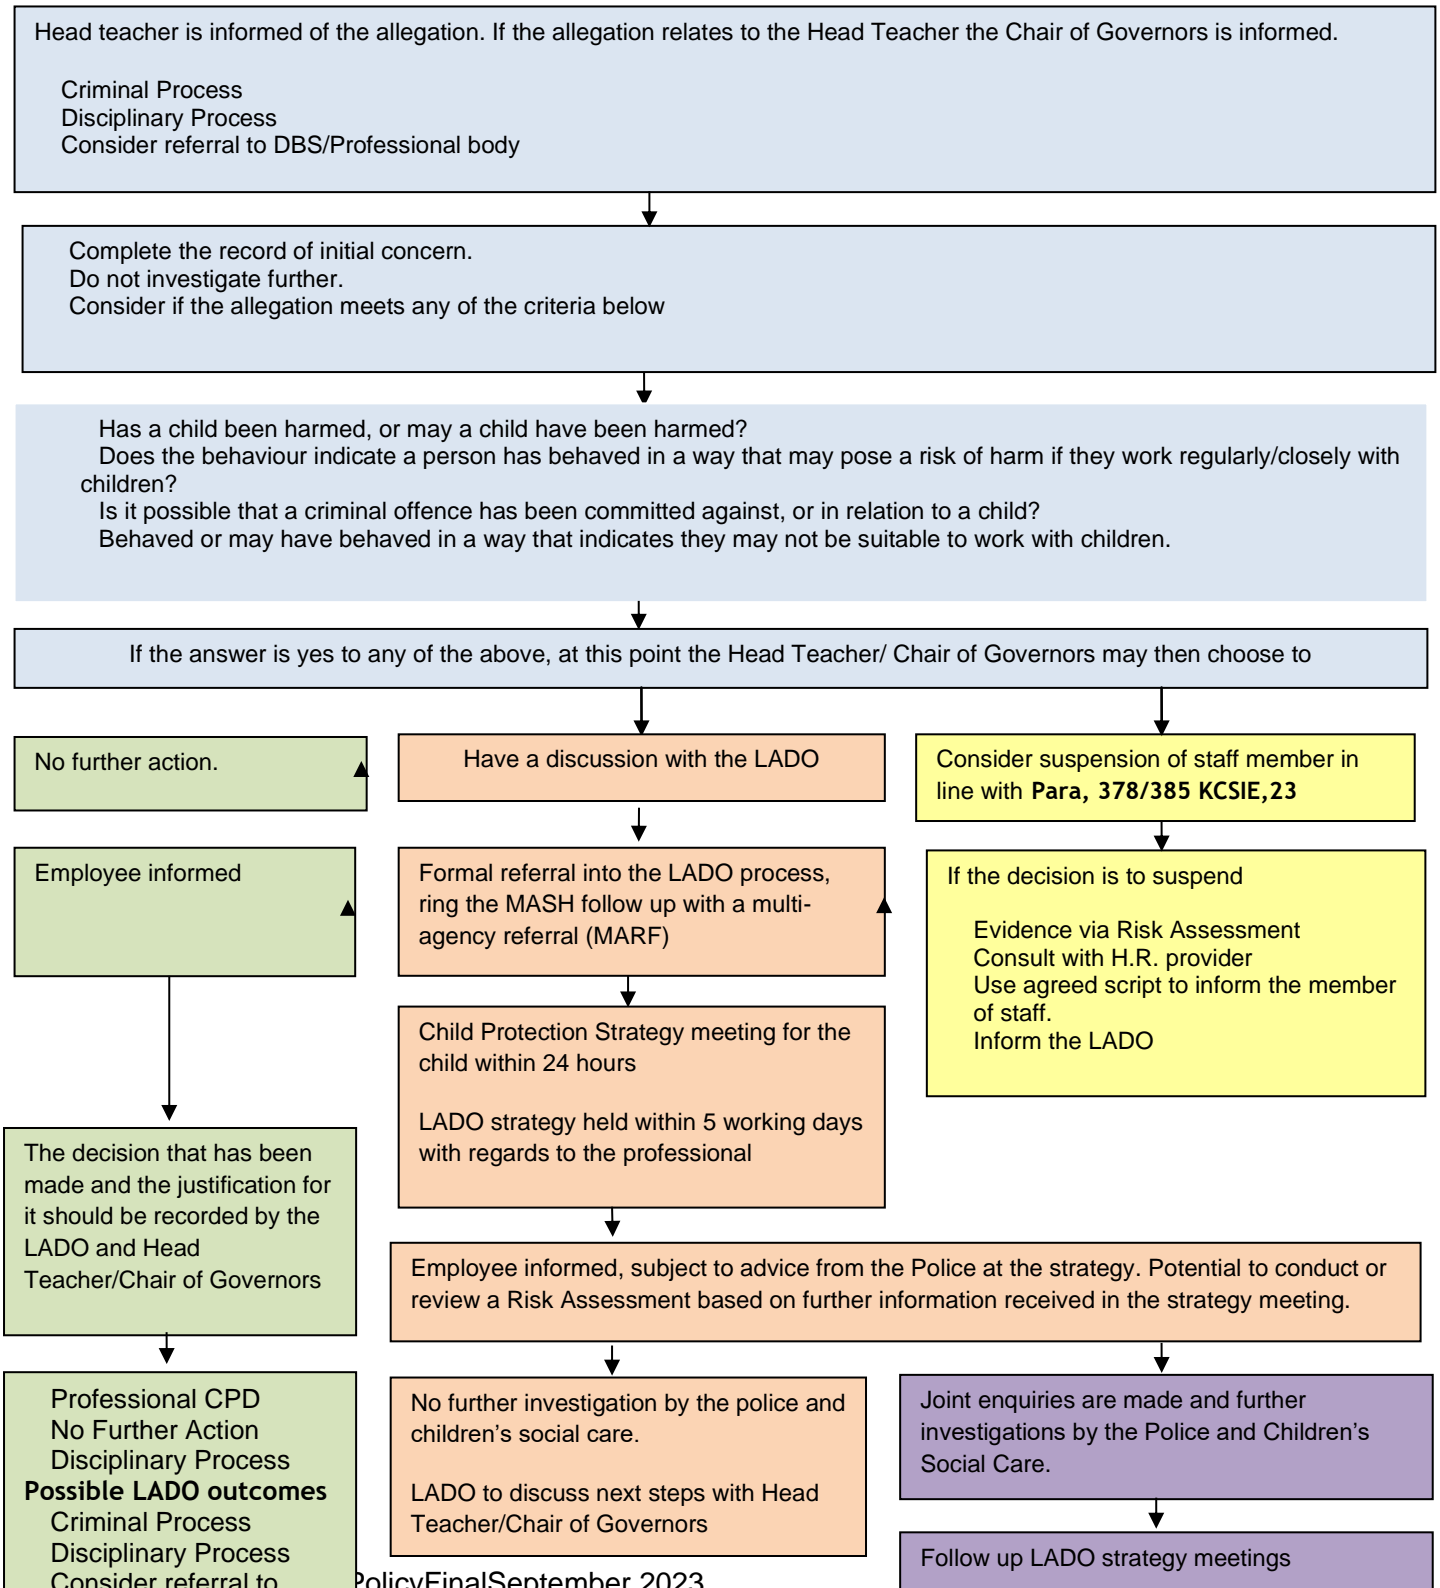 Head teacher is informed of the allegation. If the allegation relates to the Head Teacher the Chair of Governors is informed.
Criminal Process
Disciplinary Process
Consider referral to DBS/Professional body
Complete the record of initial concern.
Do not investigate further.
Consider if the allegation meets any of the criteria below
Has a child been harmed, or may a child have been harmed?
Does the behaviour indicate a person has behaved in a way that may pose a risk of harm if they work regularly/closely with
children?
Is it possible that a criminal offence has been committed against, or in relation to a child?
Behaved or may have behaved in a way that indicates they may not be suitable to work with children.
If the answer is yes to any of the above, at this point the Head Teacher/ Chair of Governors may then choose to
No further action.
Employee informed
The decision that has been
made and the justification for
it should be recorded by the
LADO and Head
Teacher/Chair of Governors
Professional CPD
No Further Action
Disciplinary Process
Possible LADO outcomes
Criminal Process
Disciplinary Process
Consider referral to
Have a discussion with the LADO
Formal referral into the LADO process,
ring the MASH follow up with a multi-
agency referral (MARF)
Child Protection Strategy meeting for the
child within 24 hours
LADO strategy held within 5 working days
with regards to the professional
Consider suspension of staff member in
line with Para, 378/385 KCSIE,23
If the decision is to suspend
Evidence via Risk Assessment
Consult with H.R. provider
Use agreed script to inform the member
of staff.
Inform the LADO
Employee informed, subject to advice from the Police at the strategy. Potential to conduct or
review a Risk Assessment based on further information received in the strategy meeting.
No further investigation by the police and
children's social care.
LADO to discuss next steps with Head
Teacher/Chair of Governors
Joint enquiries are made and further
investigations by the Police and Children's
Social Care.
Follow up LADO strategy meetings
PolicyFinalSeptember 2023